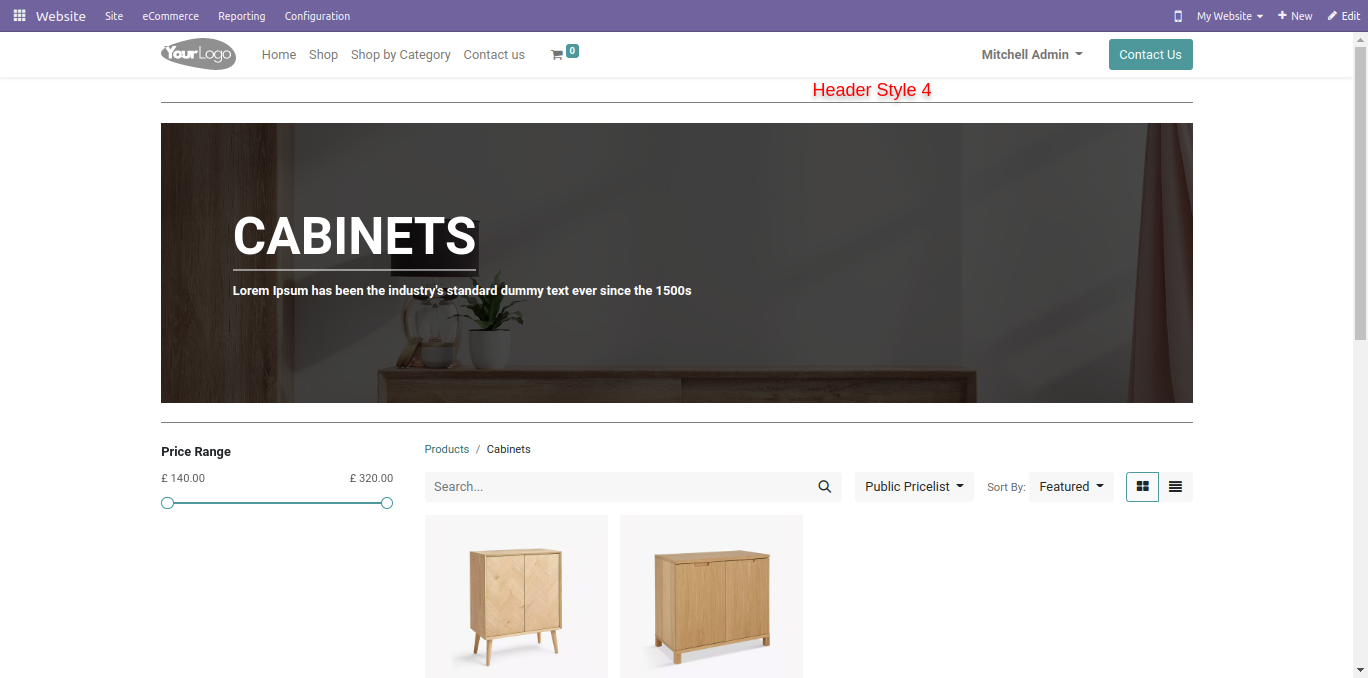 Website Site eCommerce Reporting Configuration My Website New Edit
YourLogo Home Shop Shop by Category Contact us 0 Mitchell Admin Contact Us
Header Style 4
CABINETS
Lorem Ipsum has been the industry's standard dummy text ever since the 1500s
Price Range
£ 140.00 £ 320.00
Products / Cabinets
Search... Public Pricelist Sort By: Featured